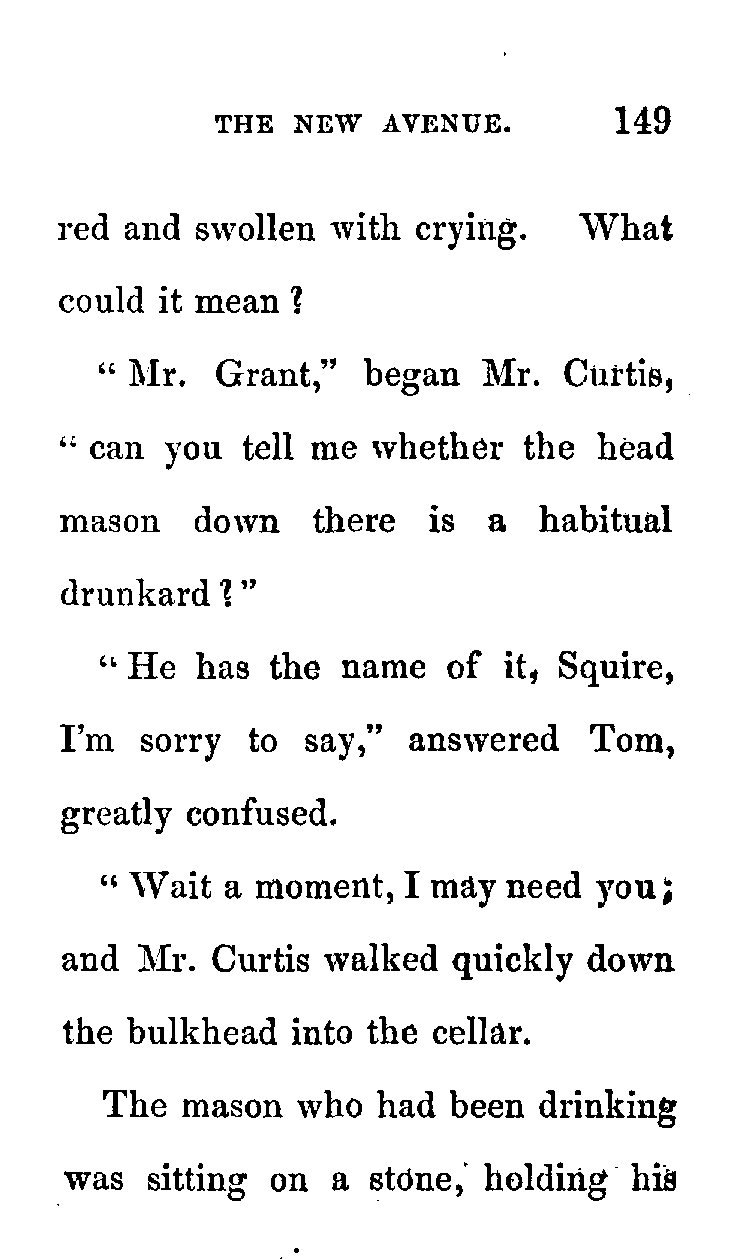 THE NEW AVENUE. 149
red and swollen with crying. What
could it mean?
“Mr. Grant,” began Mr. Curtis,
“can you tell me whether the head
mason down there is a habitual
drunkard?”
“He has the name of it, Squire,
I'm sorry to say,” answered Tom,
greatly confused.
“Wait a moment, I may need you;
and Mr. Curtis walked quickly down
the bulkhead into the cellar.
The mason who had been drinking
was sitting on a stone, holding his